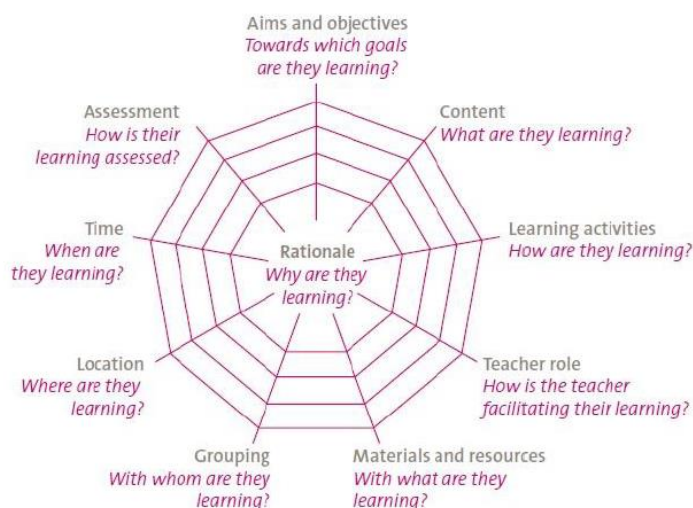 Aims and objectives
Towards which goals
are they learning?
Assessment
How is their
learning assessed?
Content
What are they learning?
Time
When are
they learning?
Rationale
Why are they
learning?
Learning activities
How are they learning?
Location
Where are they
learning?
Teacher role
How is the teacher
facilitating their learning?
Grouping
With whom are they
learning?
Materials and resources
With what are they
learning?